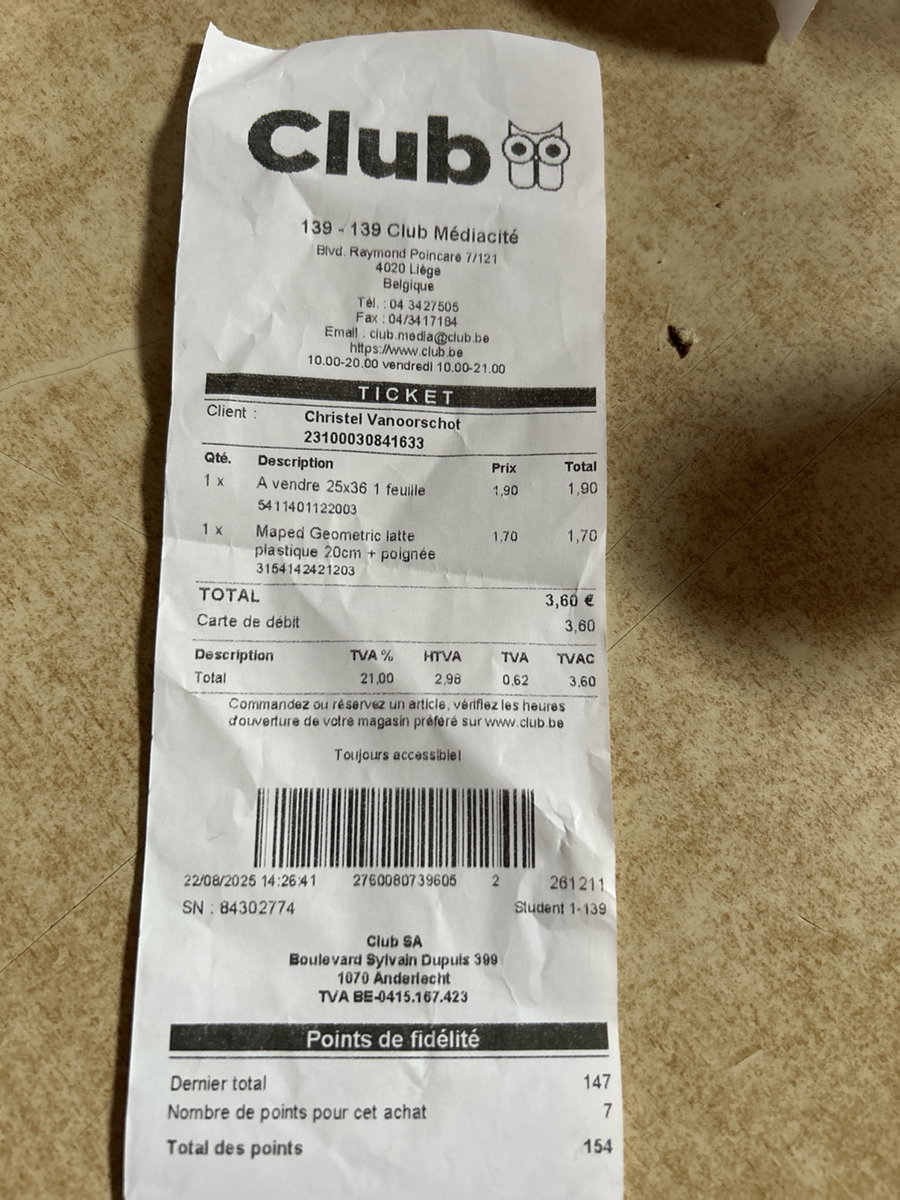 Club
139 - 139 Club Médiacité
Blvd. Raymond Poincaré 7/121
4020 Liège
Belgique
Tél. : 04 3427505
Fax : 04/3417184
Email : club.media@club.be
https://www.club.be
10.00-20.00 vendredi 10.00-21.00
TICKET
Client : Christel Vanoorschot
23100030841633
Qté. Description Prix Total
1 x A vendre 25x36 1 feuille 1,90 1,90
5411401122003
1 x Maped Geometric latte 1,70 1,70
plastique 20cm + poignée
3154142421203
TOTAL 3,60 €
Carte de débit 3,60
Description TVA % HTVA TVA TVAC
Total 21,00 2,98 0,62 3,60
Commandez ou réservez un article, vérifiez les heures
d'ouverture de votre magasin préféré sur www.club.be
Toujours accessible!
22/08/2025 14:26:41 2760080739605 2 261211
SN : 84302774 Student 1-139
Club SA
Boulevard Sylvain Dupuis 399
1070 Anderlecht
TVA BE-0415.167.423
Points de fidélité
Dernier total 147
Nombre de points pour cet achat 7
Total des points 154